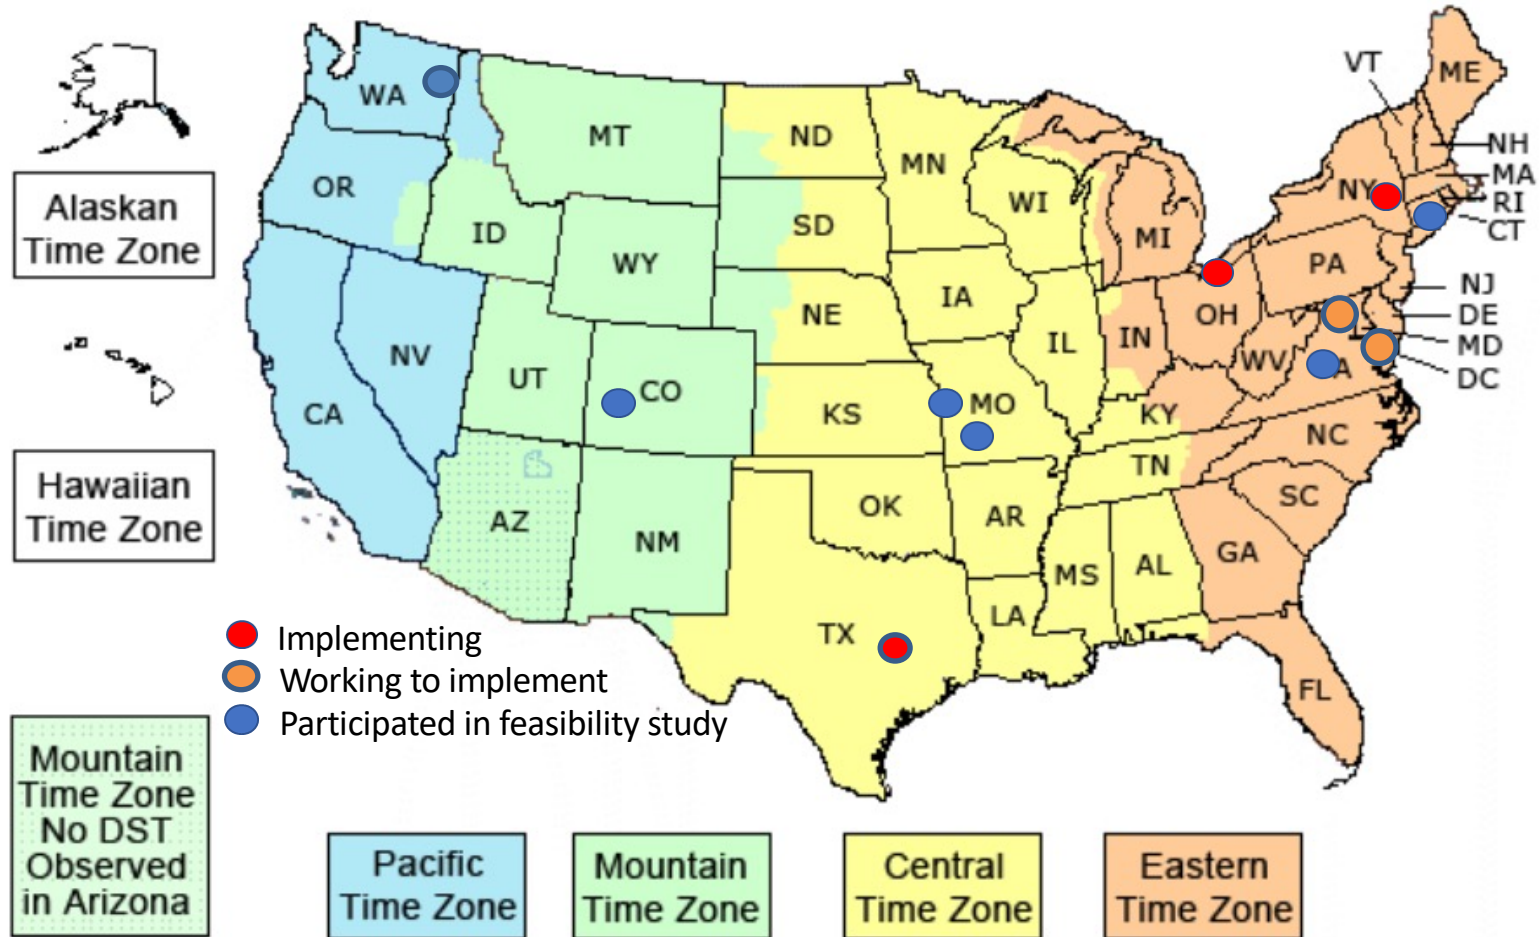 VT
ME
WA
MT
ND
MN
NH
MA
RI
CT
OR
ID
WY
SD
WI
MI
NY
PA
NJ
DE
MD
DC
Alaskan
Time Zone
NV
UT
CO
NE
IA
IL
IN
OH
WV
A
CA
KS
MO
KY
NC
TN
SC
AZ
NM
OK
AR
MS
AL
GA
TX
LA
FL
Hawaiian
Time Zone
Implementing
Working to implement
Participated in feasibility study
Mountain
Time Zone
No DST
Observed
in Arizona
Pacific
Time Zone
Mountain
Time Zone
Central
Time Zone
Eastern
Time Zone